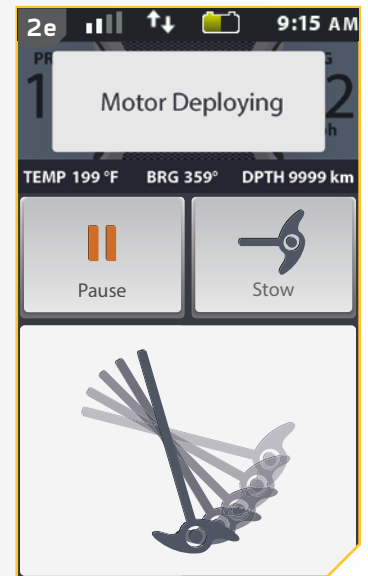 2e
9:15 AM
Motor Deploying
TEMP 199 °F BRG 359° DPTH 9999 km
Pause
Stow